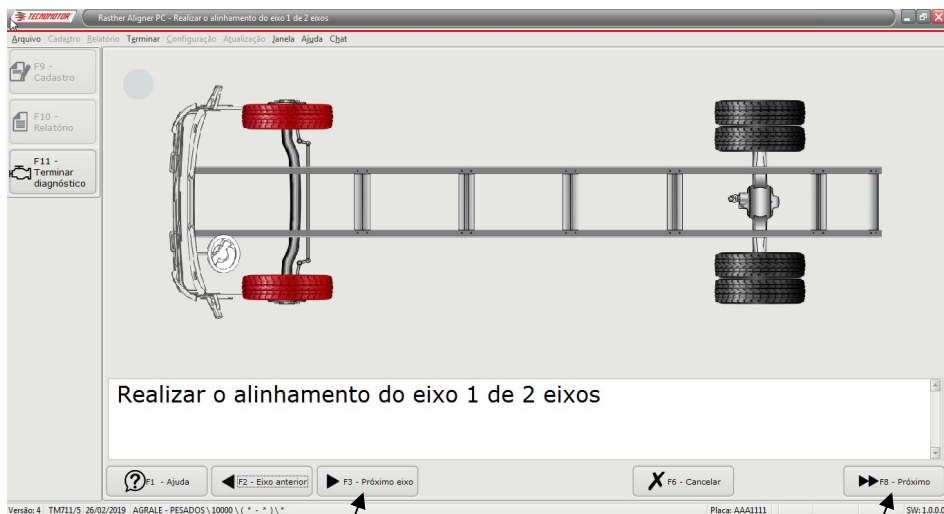 TECNOMOTOR
Rasther Aligner PC - Realizar o alinhamento do eixo 1 de 2 eixos
Arquivo Cadastro Relatório Terminar Configuração Atualização Janela Ajuda Chat
F9 -
Cadastro
F10 -
Relatório
F11 -
Terminar
diagnóstico
Realizar o alinhamento do eixo 1 de 2 eixos
F1 - Ajuda
F2 - Eixo anterior
F3 - Próximo eixo
F6 - Cancelar
F8 - Próximo
Versão: 4 TM711/5 26/02/2019 AGRALE - PESADOS \ 10000 \ ( * - * ) \ * Placa: AAA1111 SW: 1.0.0.0